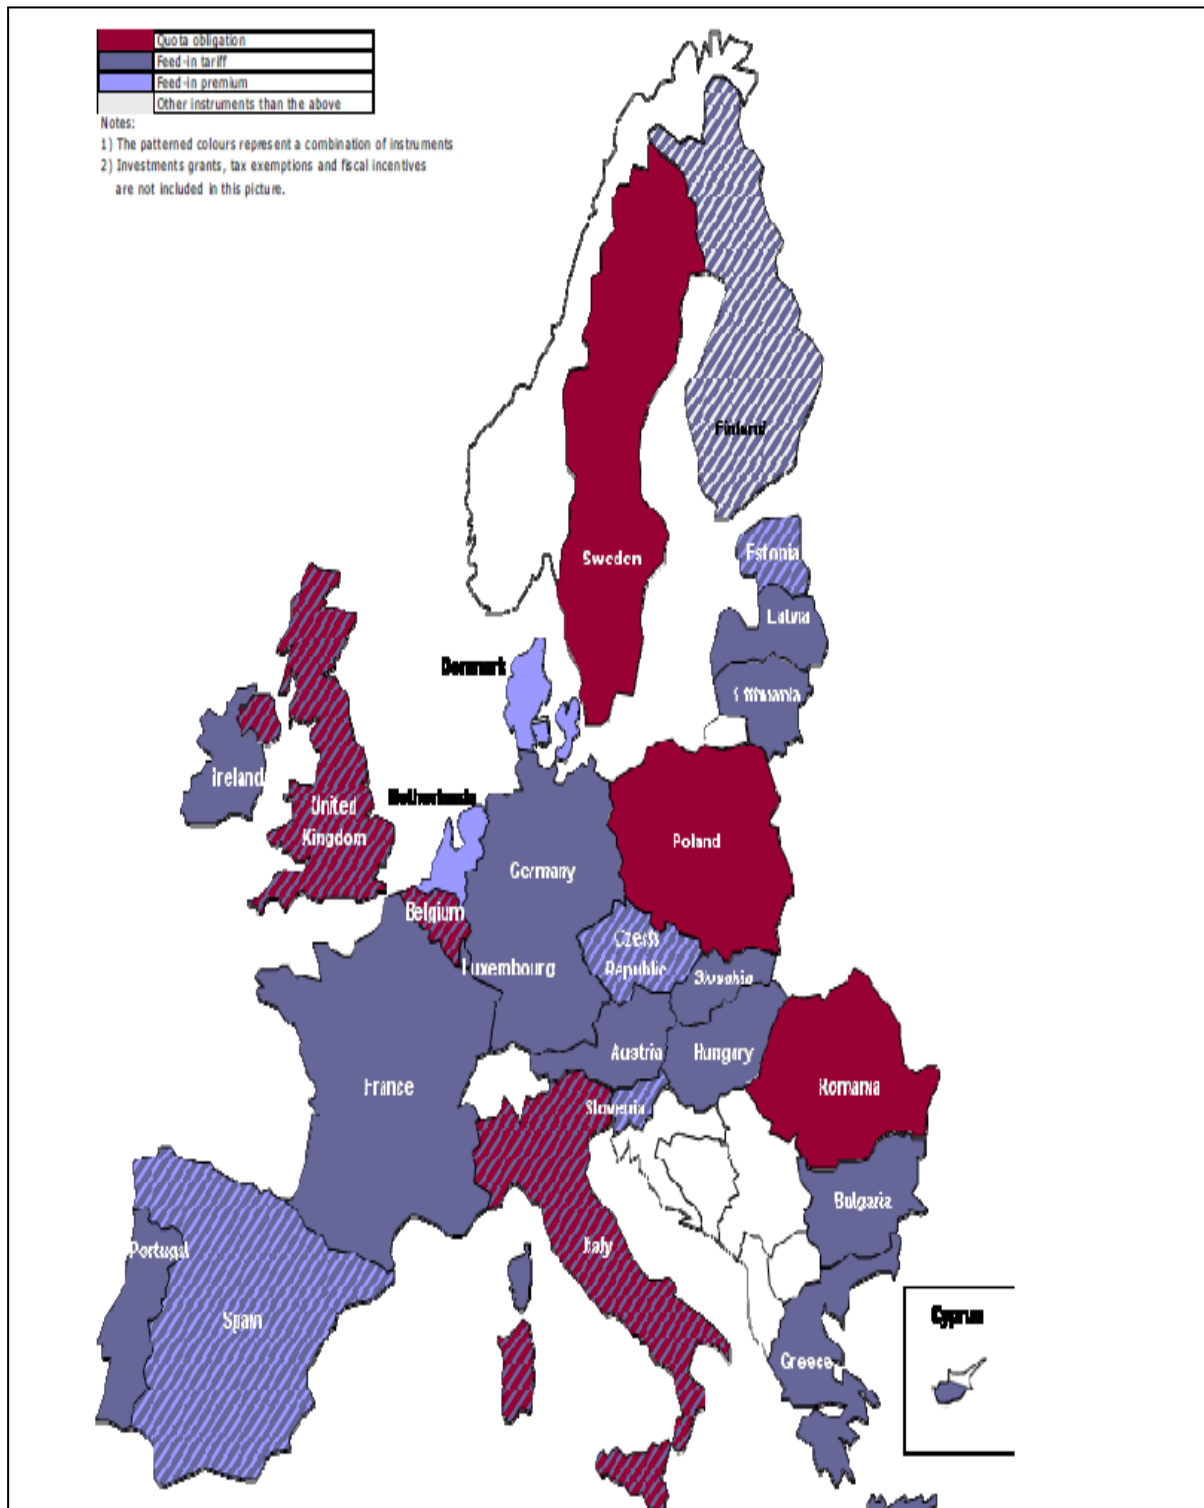 Quota obligation
Feed-in tariff
Feed-in premium
Other instruments than the above
Notes:
1) The patterned colours represent a combination of instruments
2) Investments grants, tax exemptions and fiscal incentives
are not included in this picture.
Finland
Sweden
Estonia
Latvia
Denmark
Lithuania
Ireland
Netherlands
United
Kingdom
Poland
Germany
Belgium
Czech
Republic
Luxembourg
Slovakia
Austria
Hungary
France
Romania
Slovenia
Bulgaria
Portugal
Italy
Spain
Cyprus
Greece